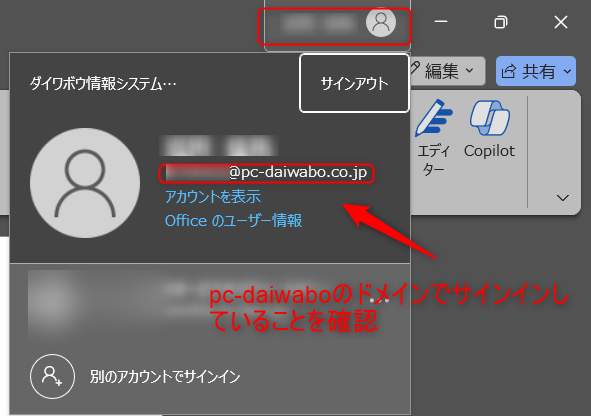 編集
共有
ダイワボウ情報システム…
サインアウト
エディ
ター
Copilot
@pc-daiwabo.co.jp
アカウントを表示
Office のユーザー情報
pc-daiwaboのドメインでサインインし
ていることを確認
別のアカウントでサインイン